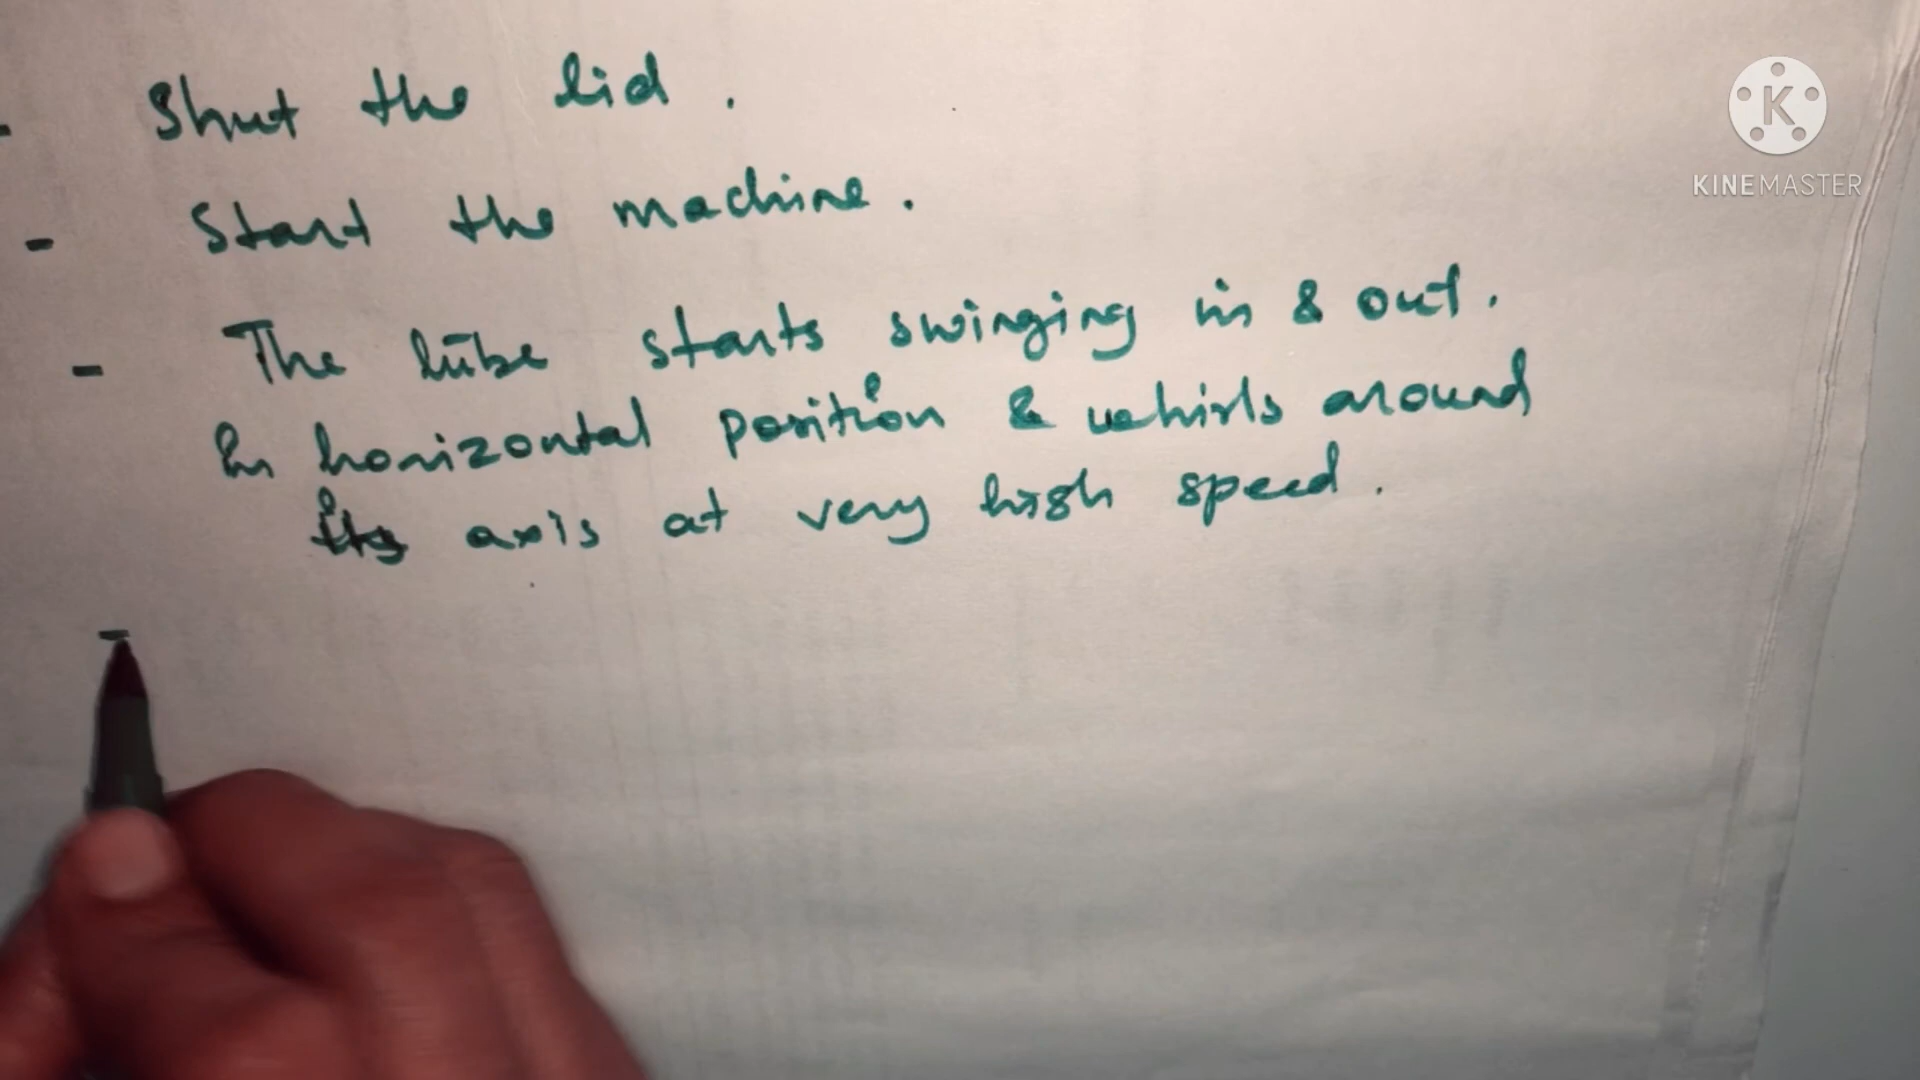 - Shut the lid.
- Start the machine.
- The tube starts swinging in & out.
In horizontal position & whirls around
its axis at very high speed.
-
K
KINEMASTER